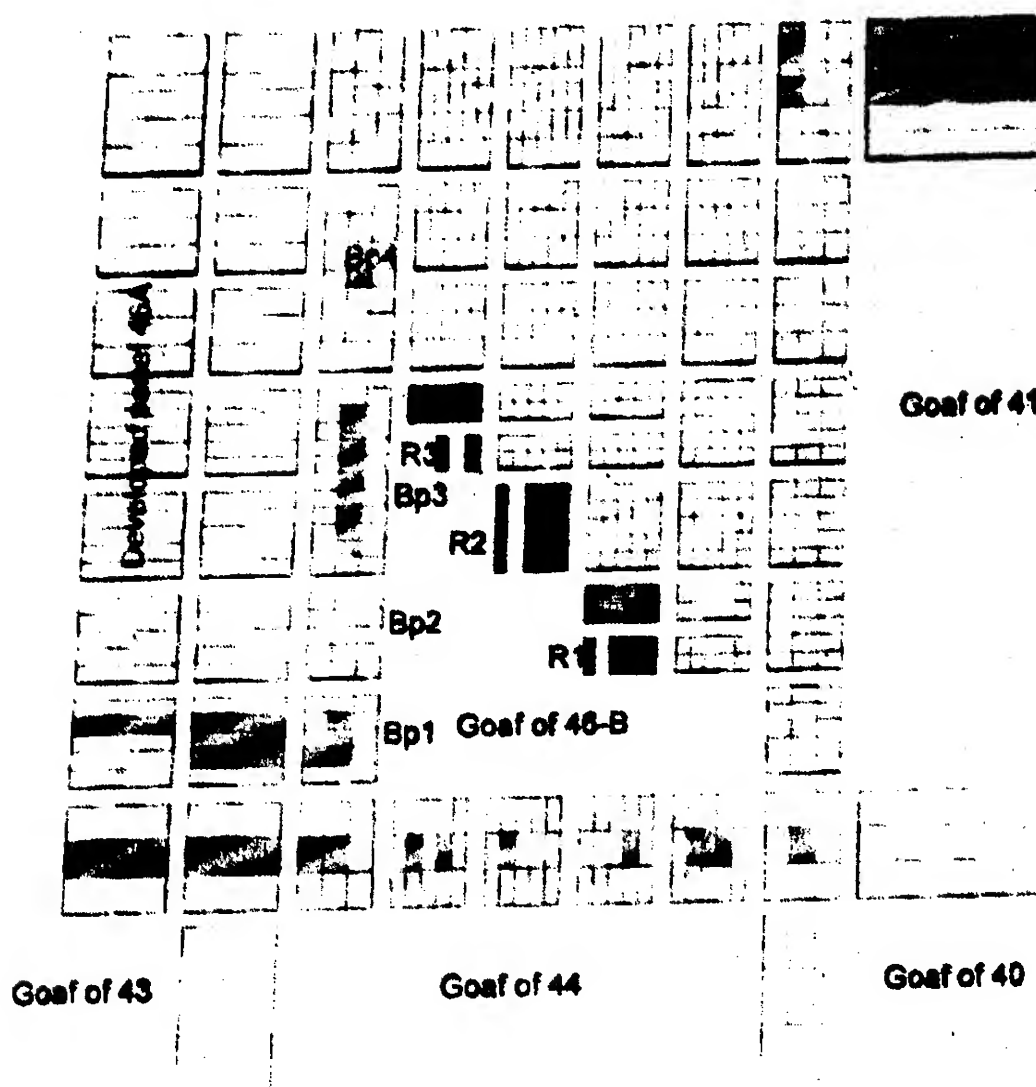 Bp4
Developed panel 46A
Goaf of 41
R3
Bp3
R2
Bp2
R1
Bp1
Goaf of 46-B
Goaf of 43
Goaf of 44
Goaf of 40